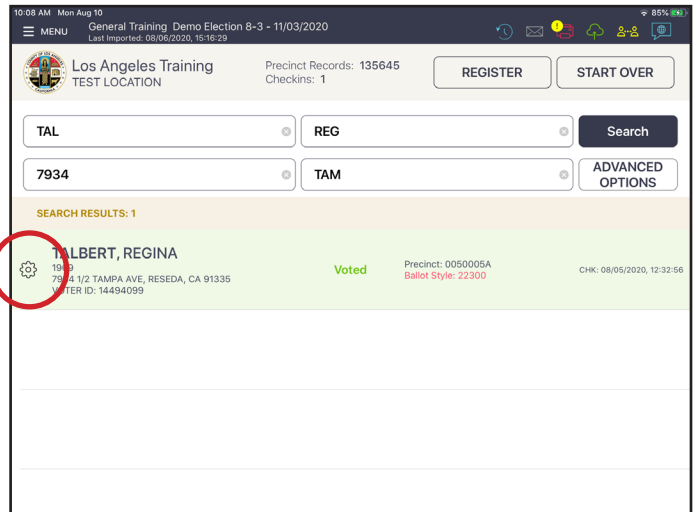 10:08 AM Mon Aug 10
85%
MENU
General Training Demo Election 8-3 - 11/03/2020
Last Imported: 08/06/2020, 15:16:29
Los Angeles Training
TEST LOCATION
Precinct Records: 135645
Checkins: 1
REGISTER
START OVER
TAL
REG
Search
7934
TAM
ADVANCED
OPTIONS
SEARCH RESULTS: 1
TALBERT, REGINA
7934 1/2 TAMPA AVE, RESEDA, CA 91335
VOTER ID: 14494099
Voted
Precinct: 0050005A
Ballot Style: 22300
CHK: 08/05/2020, 12:32:56